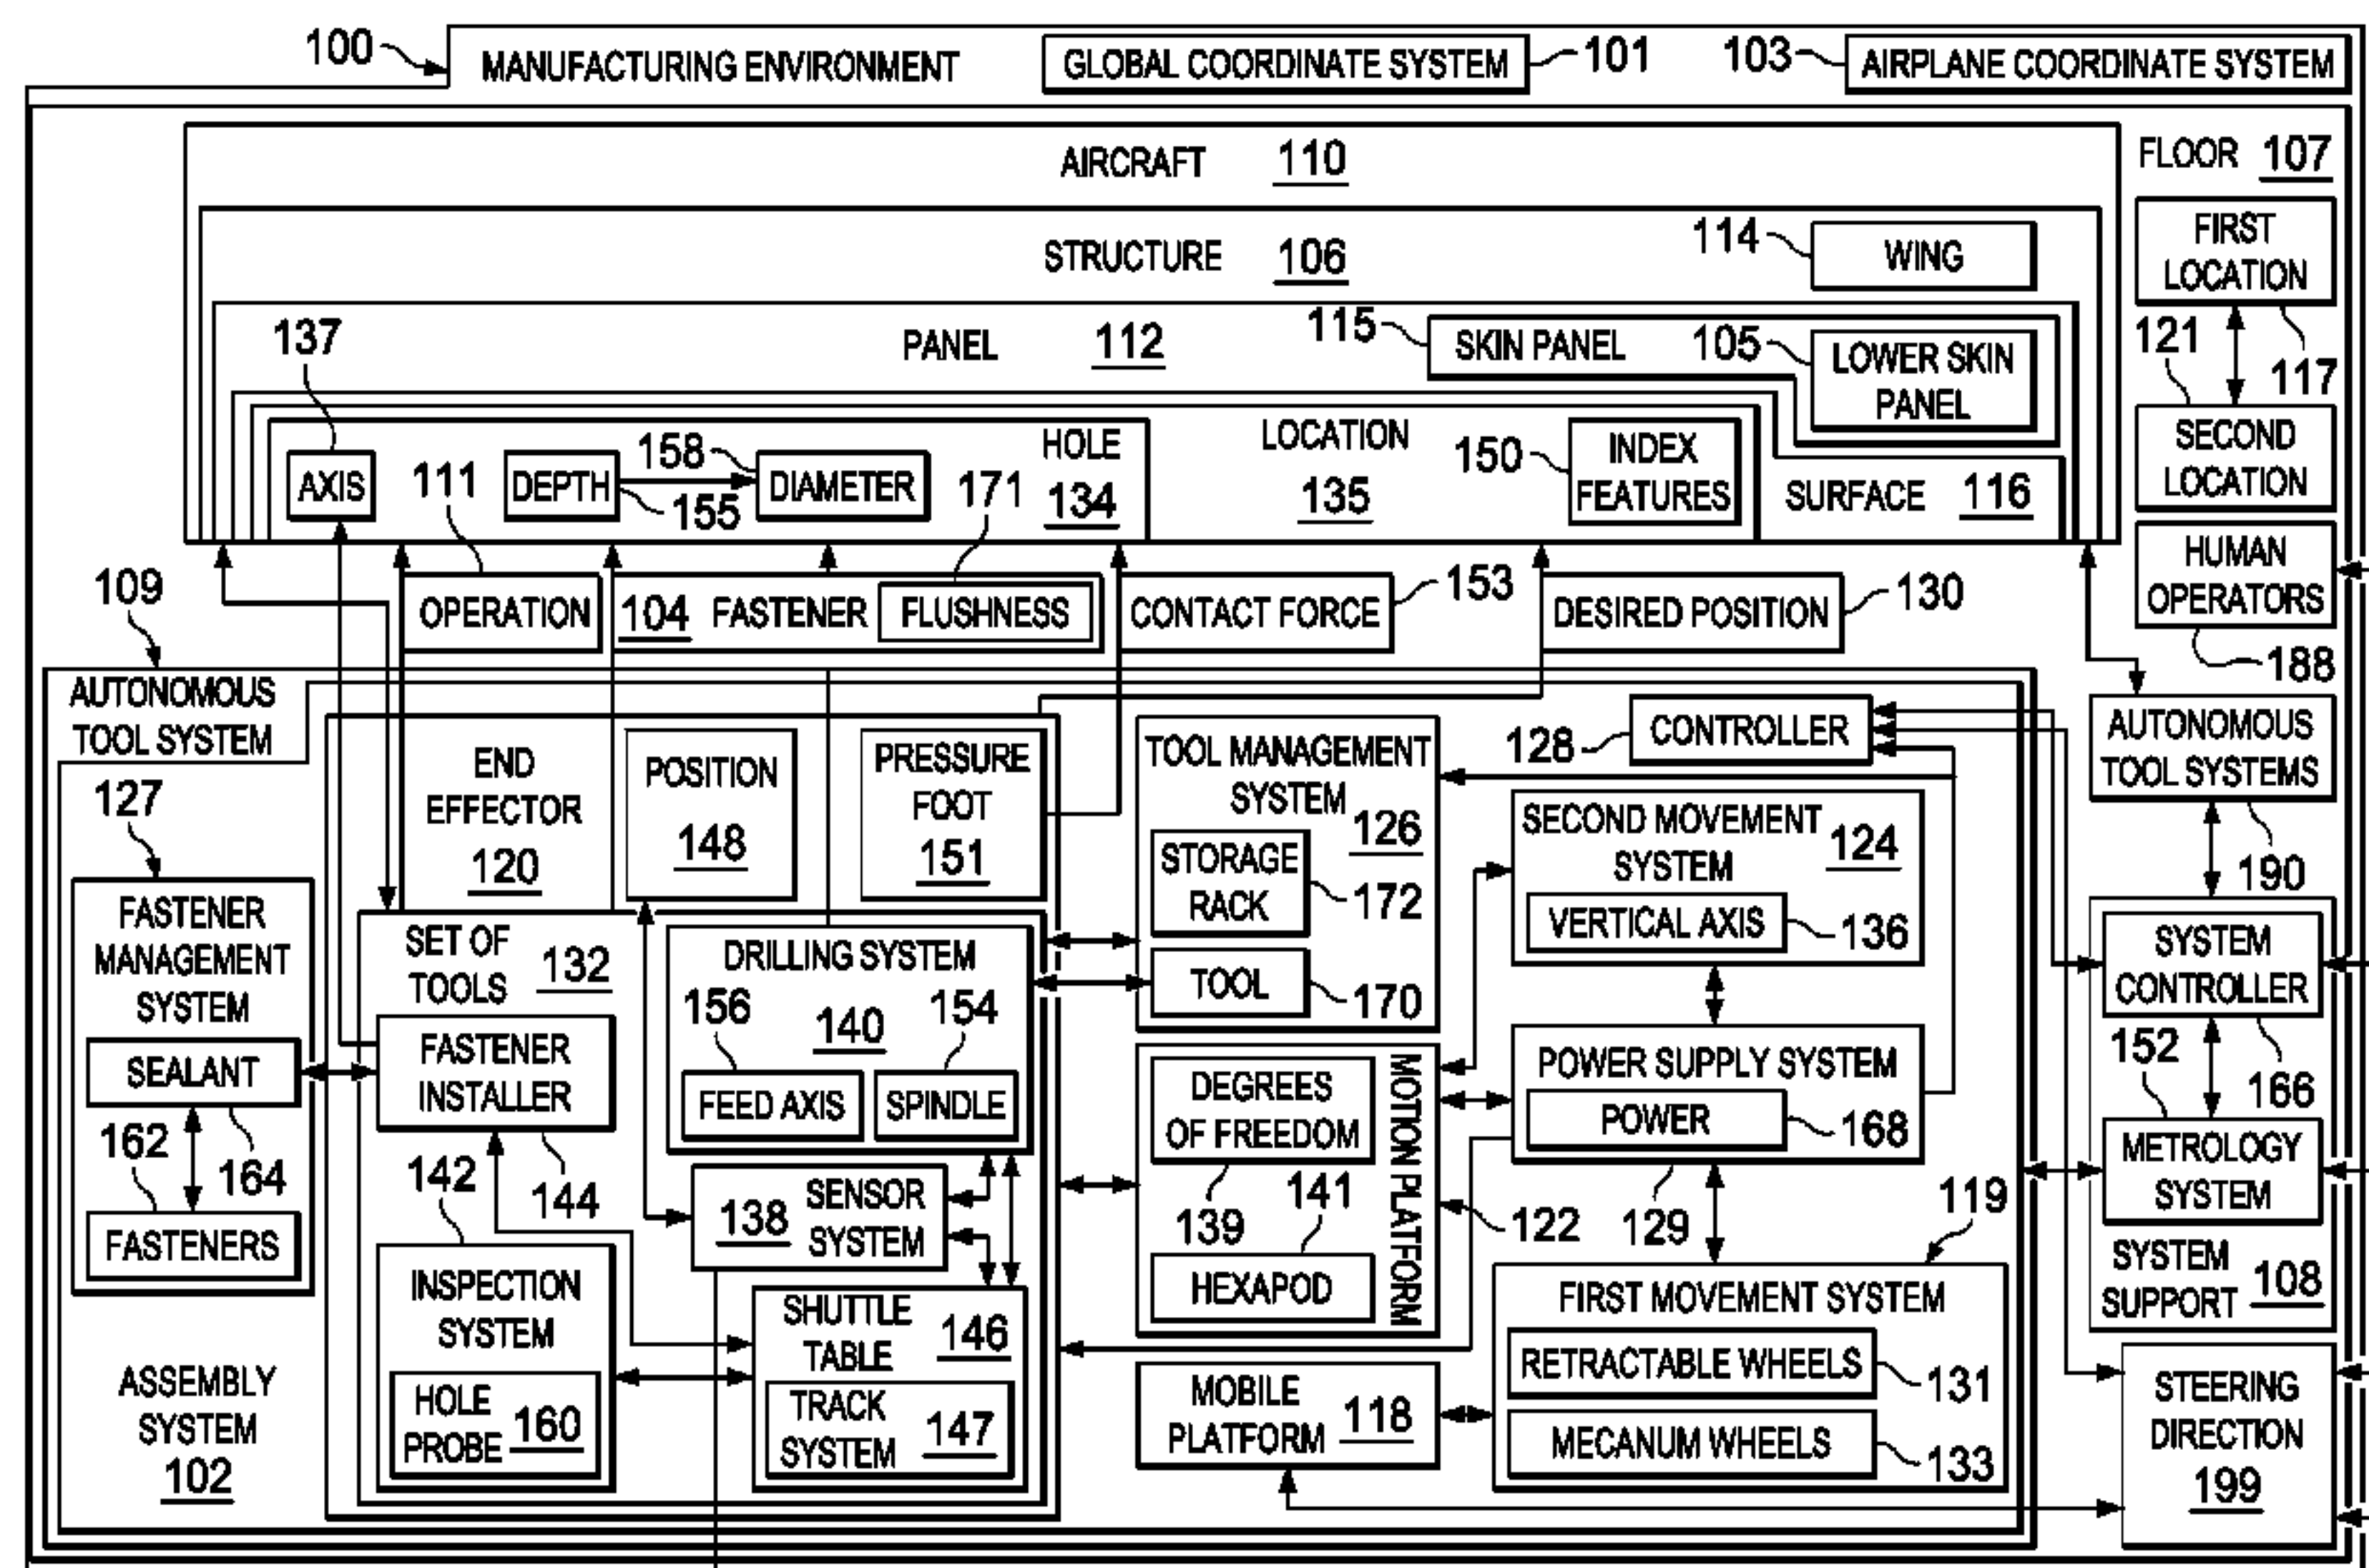 100
MANUFACTURING ENVIRONMENT
GLOBAL COORDINATE SYSTEM
101
103
AIRPLANE COORDINATE SYSTEM
AIRCRAFT 110
FLOOR 107
STRUCTURE 106
114
WING
FIRST
LOCATION
117
137
PANEL 112
115
SKIN PANEL
105
LOWER SKIN
PANEL
121
SECOND
LOCATION
AXIS
111
DEPTH
155
158
DIAMETER
171
HOLE
134
LOCATION
135
150
INDEX
FEATURES
SURFACE 116
HUMAN
OPERATORS
188
109
OPERATION
104 FASTENER
FLUSHNESS
CONTACT FORCE
153
DESIRED POSITION
130
AUTONOMOUS
TOOL SYSTEM
127
END
EFFECTOR
120
POSITION
148
PRESSURE
FOOT
151
TOOL MANAGEMENT
SYSTEM
126
STORAGE
RACK
172
TOOL
170
128
CONTROLLER
SECOND MOVEMENT
SYSTEM
124
VERTICAL AXIS
136
AUTONOMOUS
TOOL SYSTEMS
190
FASTENER
MANAGEMENT
SYSTEM
SEALANT
162
164
FASTENERS
SET OF
TOOLS
132
FASTENER
INSTALLER
144
DRILLING SYSTEM
156
140
154
FEED AXIS
SPINDLE
DEGREES
OF FREEDOM
139
141
HEXAPOD
MOTION PLATFORM
122
POWER SUPPLY SYSTEM
POWER
168
129
119
SYSTEM
CONTROLLER
152
166
METROLOGY
SYSTEM
SYSTEM
SUPPORT 108
142
INSPECTION
SYSTEM
HOLE
PROBE
160
138
SENSOR
SYSTEM
SHUTTLE
TABLE
146
TRACK
SYSTEM
147
FIRST MOVEMENT SYSTEM
RETRACTABLE WHEELS
131
MECANUM WHEELS
133
MOBILE
PLATFORM
118
STEERING
DIRECTION
199
ASSEMBLY
SYSTEM
102